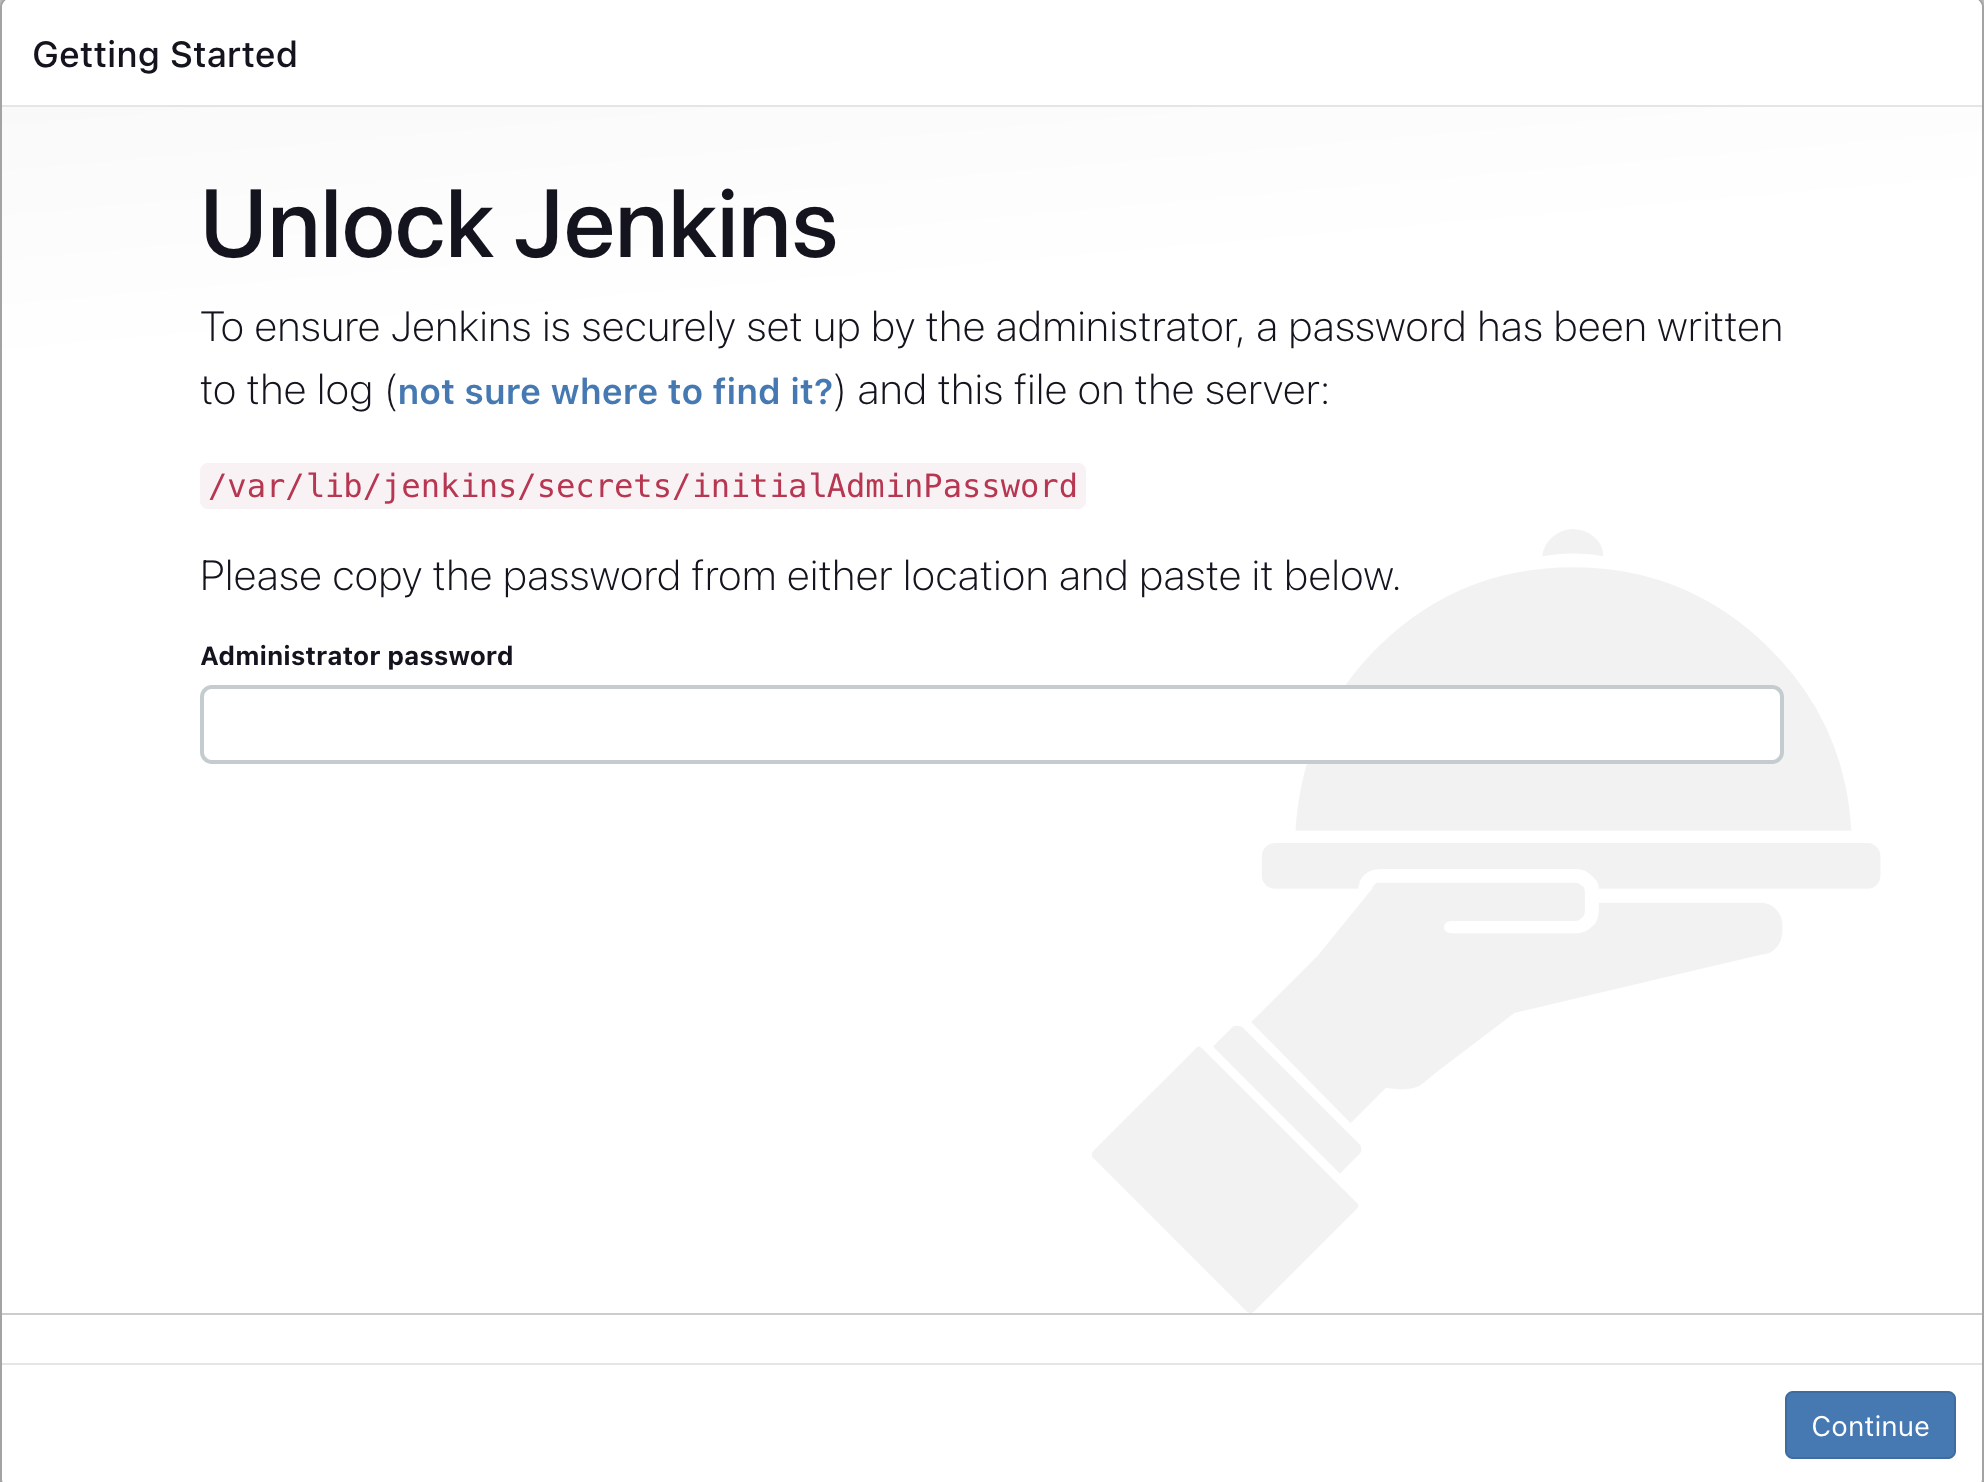 Getting Started
Unlock Jenkins
To ensure Jenkins is securely set up by the administrator, a password has been written
to the log (not sure where to find it?) and this file on the server:
/var/lib/jenkins/secrets/initialAdminPassword
Please copy the password from either location and paste it below.
Administrator password
Continue